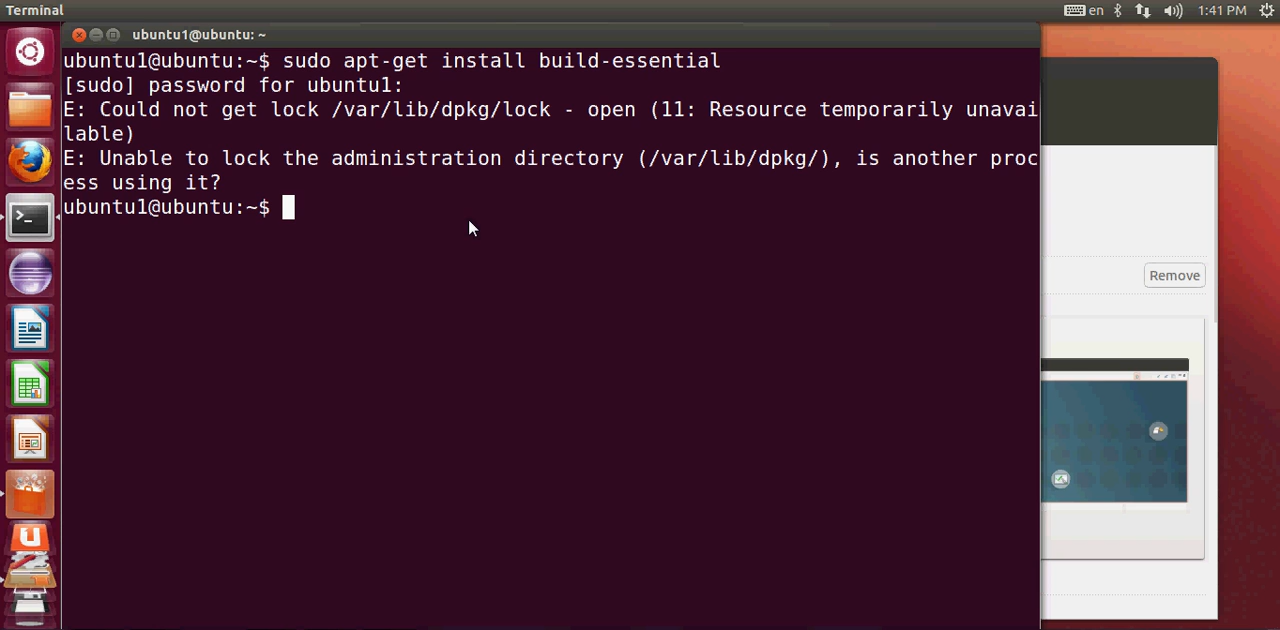 Terminal
en
1:41 PM
ubuntu1@ubuntu: ~
ubuntu1@ubuntu:~$ sudo apt-get install build-essential
[sudo] password for ubuntu1:
E: Could not get lock /var/lib/dpkg/lock - open (11: Resource temporarily unavai
lable)
E: Unable to lock the administration directory (/var/lib/dpkg/), is another proc
ess using it?
ubuntu1@ubuntu:~$
Remove